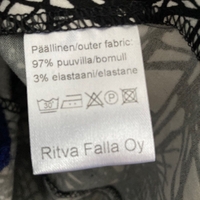 Päällinen/outer fabric:
97% puuvilla/bomull
3% elastaani/elastane
Ritva Falla Oy